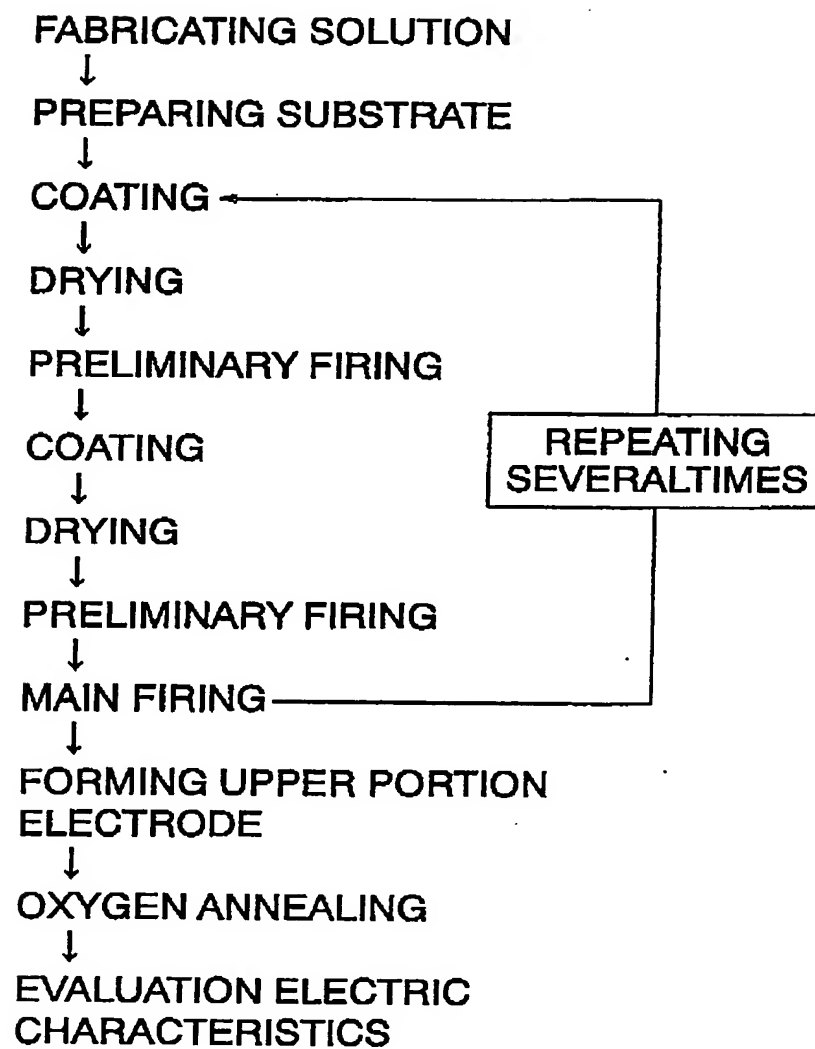 FABRICATING SOLUTION
↓
PREPARING SUBSTRATE
↓
COATING
↓
DRYING
↓
PRELIMINARY FIRING
↓
COATING
↓
DRYING
↓
PRELIMINARY FIRING
↓
MAIN FIRING
↓
FORMING UPPER PORTION
ELECTRODE
↓
OXYGEN ANNEALING
↓
EVALUATION ELECTRIC
CHARACTERISTICS
REPEATING
SEVERALTIMES